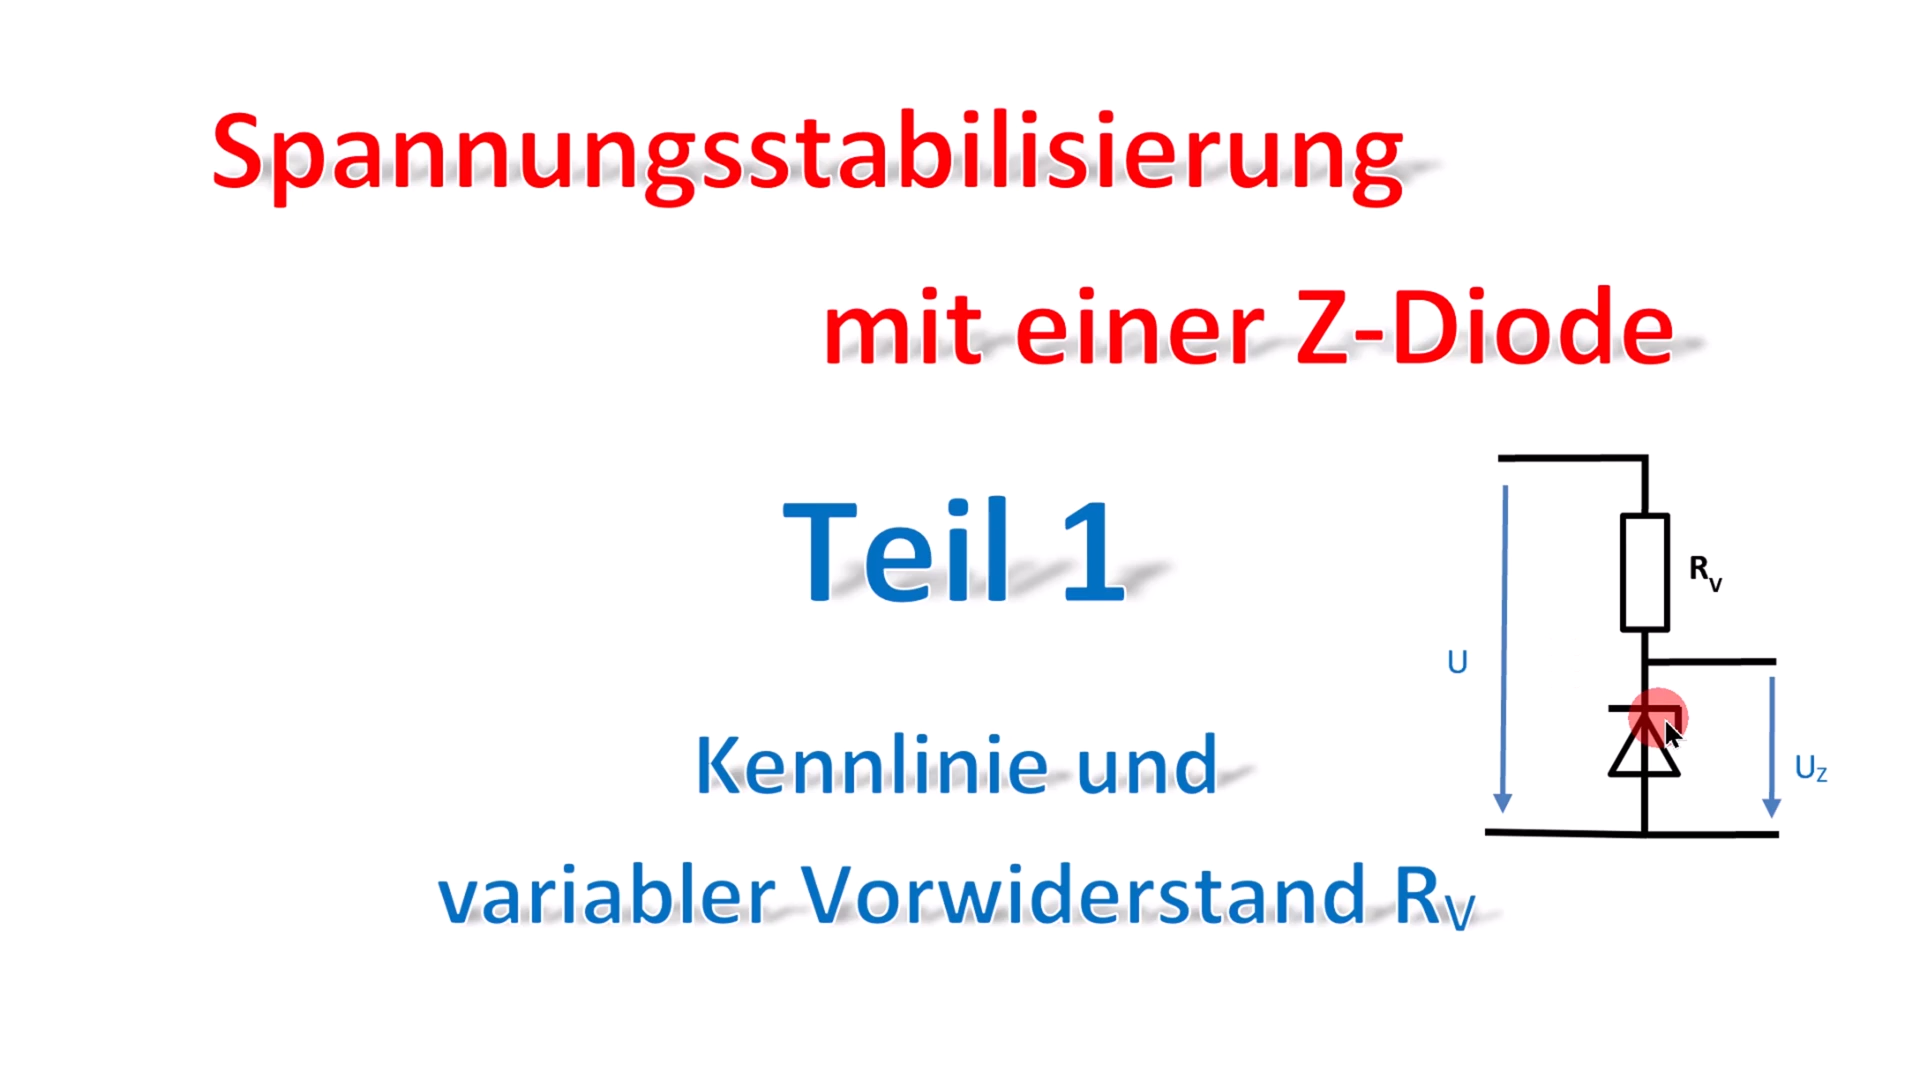 Spannungsstabilisierung
mit einer Z-Diode
Teil 1
Kennlinie und
variabler Vorwiderstand RV
RV
U
UZ